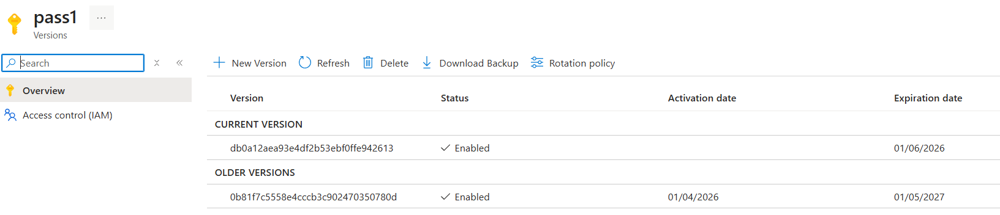 pass1 ...
Versions
Search
New Version Refresh Delete Download Backup Rotation policy
Overview
Access control (IAM)
Version Status Activation date Expiration date
CURRENT VERSION
db0a12aea93e4df2b53ebf0ffe942613 Enabled 01/06/2026
OLDER VERSIONS
0b81f7c5558e4cccb3c902470350780d Enabled 01/04/2026 01/05/2027